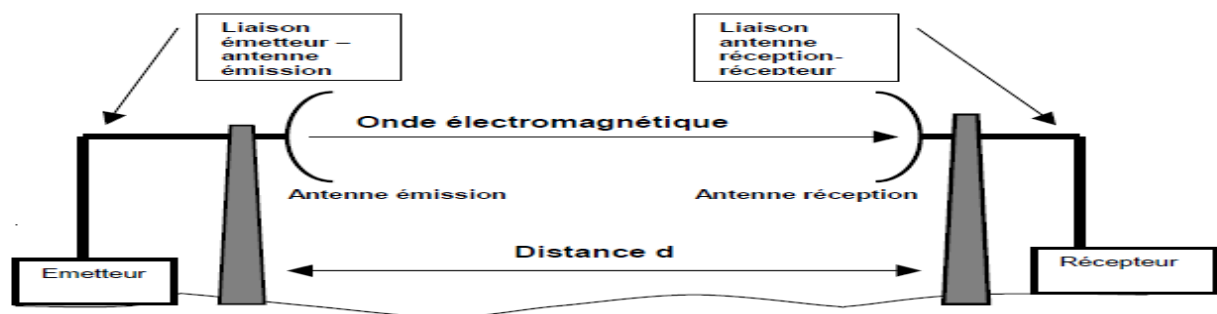 Liaison
émetteur –
antenne
émission
Liaison
antenne
réception-
récepteur
Onde électromagnétique
Antenne émission
Antenne réception
Distance d
Emetteur
Récepteur